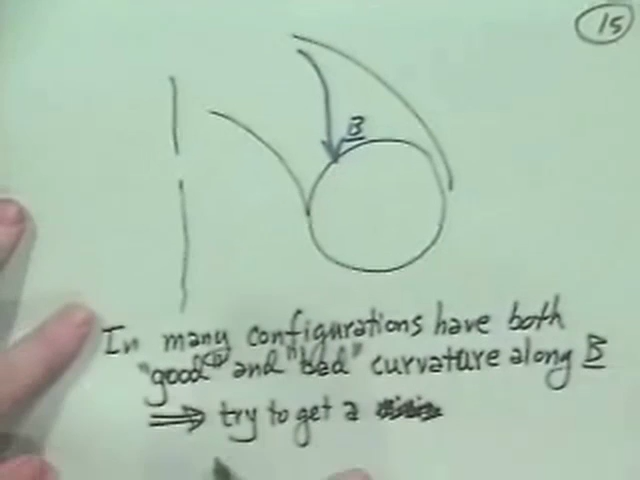 15
B
In many configurations have both
"good" and "bad" curvature along B
⟹ try to get a